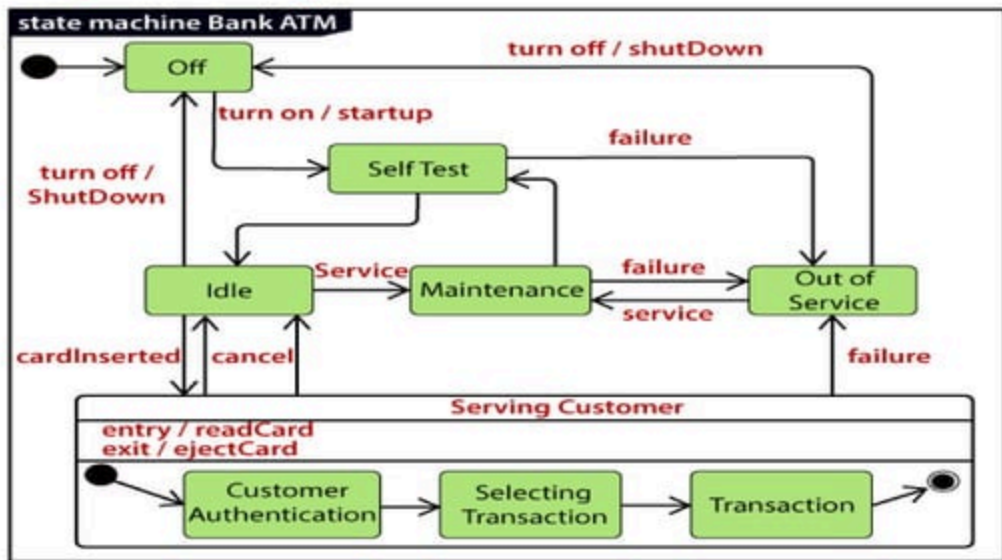 state machine Bank ATM
turn off / shutDown
Off
turn on / startup
failure
Self Test
turn off /
ShutDown
Service
failure
Idle
Maintenance
Out of
Service
service
cardInserted
cancel
failure
Serving Customer
entry / readCard
exit / ejectCard
Customer
Authentication
Selecting
Transaction
Transaction